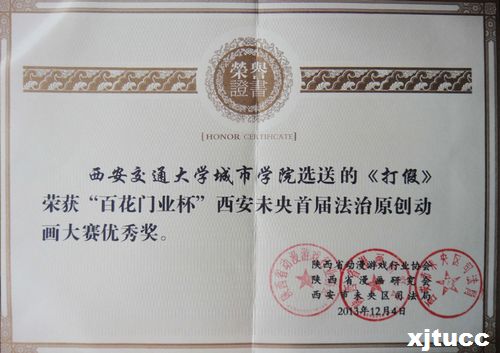 榮譽
證書
[HONOR CERTIFICATE]
西安交通大学城市学院选送的《打假》
荣获“百花门业杯”西安未央首届法治原创动
画大赛优秀奖。
陕西省动漫游戏行业协会
陕西省漫画研究会
西安市未央区司法局
2013年12月4日
xjtucc